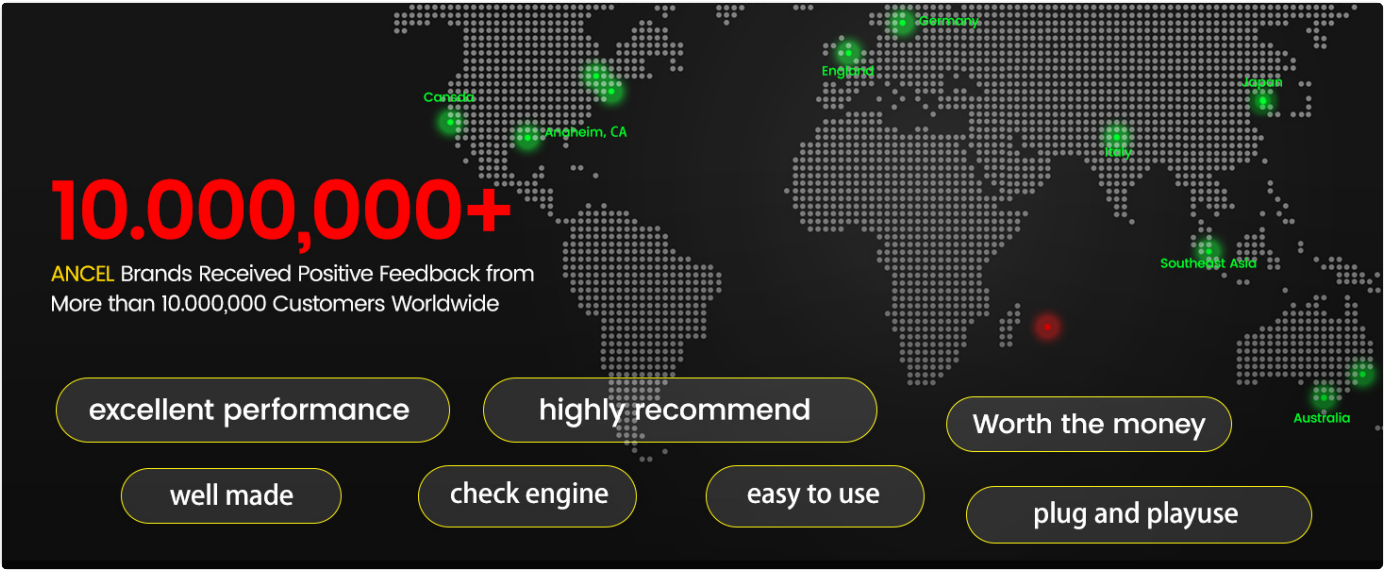 Germany
England
Canada
Japan
Anaheim, CA
Italy
10.000,000+
Southeast Asia
ANCEL Brands Received Positive Feedback from
More than 10.000,000 Customers Worldwide
excellent performance
highly recommend
Worth the money
Australia
well made
check engine
easy to use
plug and playuse